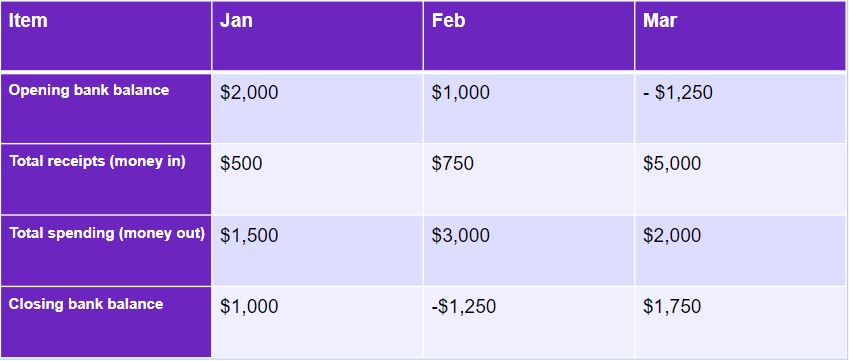 Item Jan Feb Mar
Opening bank balance $2,000 $1,000 - $1,250
Total receipts (money in) $500 $750 $5,000
Total spending (money out) $1,500 $3,000 $2,000
Closing bank balance $1,000 -$1,250 $1,750